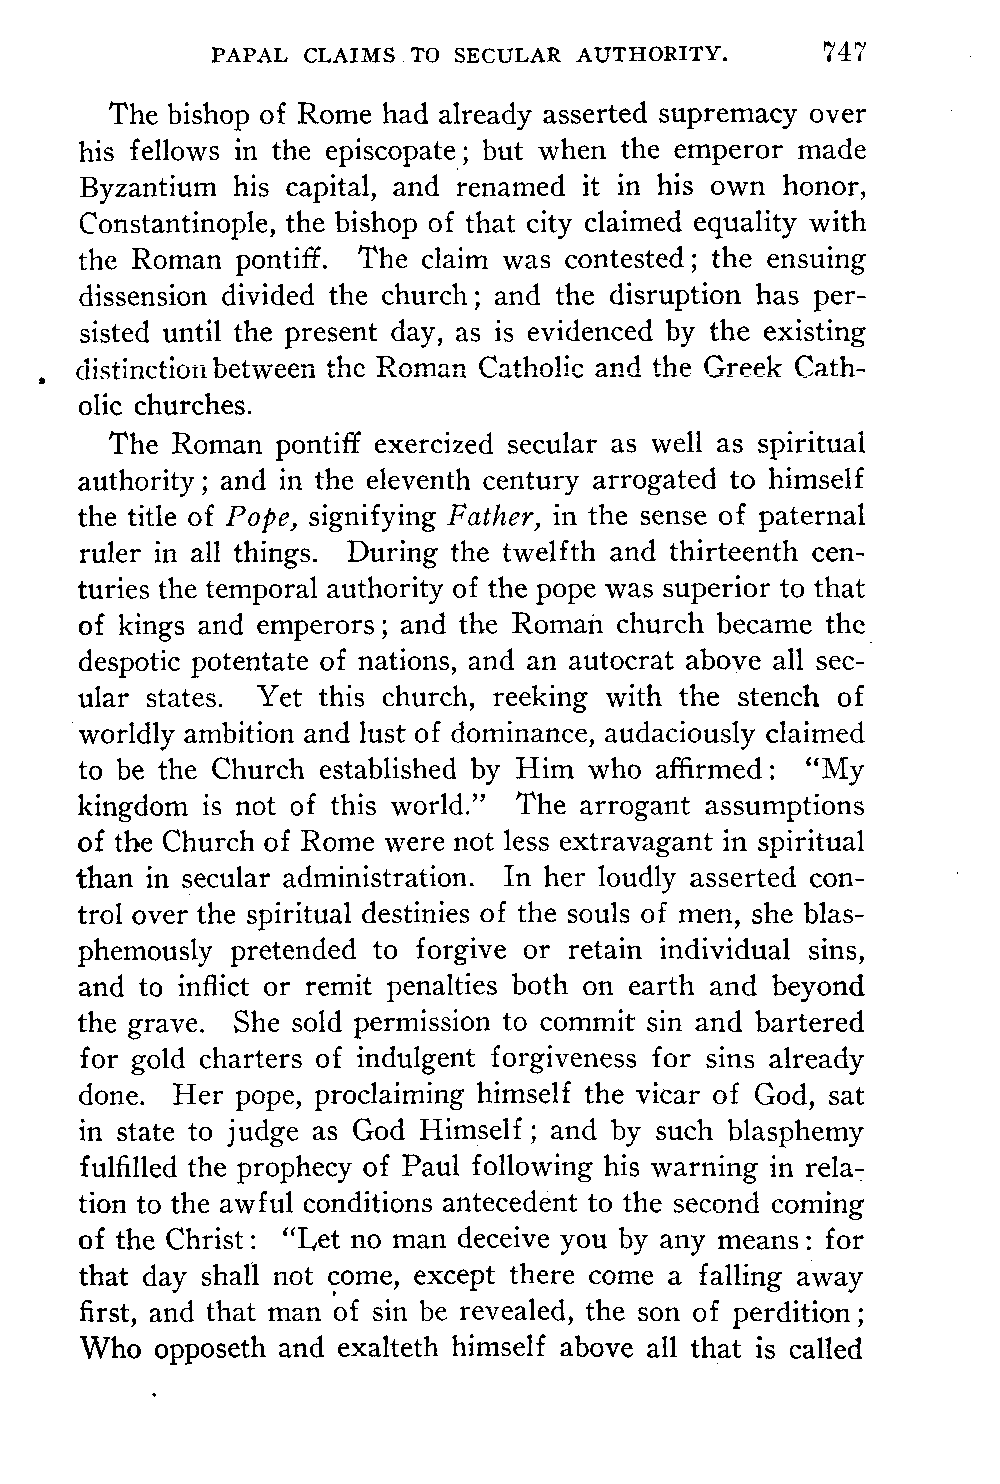 PAPAL CLAIMS TO SECULAR AUTHORITY. 747
The bishop of Rome had already asserted supremacy over
his fellows in the episcopate; but when the emperor made
Byzantium his capital, and renamed it in his own honor,
Constantinople, the bishop of that city claimed equality with
the Roman pontiff. The claim was contested; the ensuing
dissension divided the church; and the disruption has per-
sisted until the present day, as is evidenced by the existing
distinction between the Roman Catholic and the Greek Cath-
olic churches.
The Roman pontiff exercized secular as well as spiritual
authority; and in the eleventh century arrogated to himself
the title of Pope, signifying Father, in the sense of paternal
ruler in all things. During the twelfth and thirteenth cen-
turies the temporal authority of the pope was superior to that
of kings and emperors; and the Roman church became the
despotic potentate of nations, and an autocrat above all sec-
ular states. Yet this church, reeking with the stench of
worldly ambition and lust of dominance, audaciously claimed
to be the Church established by Him who affirmed: "My
kingdom is not of this world." The arrogant assumptions
of the Church of Rome were not less extravagant in spiritual
than in secular administration. In her loudly asserted con-
trol over the spiritual destinies of the souls of men, she blas-
phemously pretended to forgive or retain individual sins,
and to inflict or remit penalties both on earth and beyond
the grave. She sold permission to commit sin and bartered
for gold charters of indulgent forgiveness for sins already
done. Her pope, proclaiming himself the vicar of God, sat
in state to judge as God Himself; and by such blasphemy
fulfilled the prophecy of Paul following his warning in rela-
tion to the awful conditions antecedent to the second coming
of the Christ: "Let no man deceive you by any means: for
that day shall not come, except there come a falling away
first, and that man of sin be revealed, the son of perdition;
Who opposeth and exalteth himself above all that is called